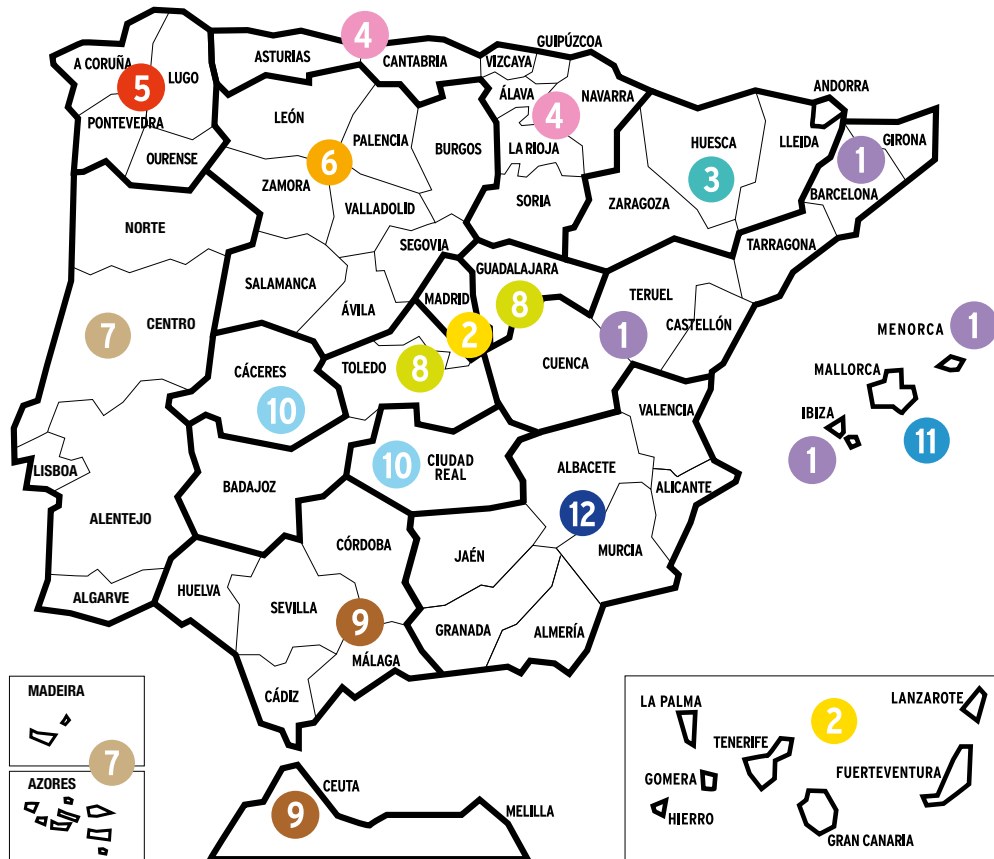 GUIPÚZCOA
4
ASTURIAS
CANTABRIA
VIZCAYA
A CORUÑA
LUGO
5
PONTEVEDRA
OURENSE
LEÓN
PALENCIA
BURGOS
ÁLAVA
NAVARRA
4
LA RIOJA
ANDORRA
HUESCA
3
LLEIDA
GIRONA
1
BARCELONA
6
ZAMORA
VALLADOLID
SORIA
ZARAGOZA
TARRAGONA
NORTE
SEGOVIA
SALAMANCA
ÁVILA
MADRID
2
GUADALAJARA
8
TERUEL
CASTELLÓN
1
CUENCA
CENTRO
7
CÁCERES
10
TOLEDO
8
MENORCA
1
MALLORCA
11
IBIZA
1
VALENCIA
LISBOA
BADAJOZ
10
CIUDAD
REAL
ALBACETE
ALICANTE
12
ALENTEJO
CÓRDOBA
JAÉN
MURCIA
ALGARVE
HUELVA
SEVILLA
9
GRANADA
ALMERÍA
MÁLAGA
CÁDIZ
MADEIRA
7
AZORES
CEUTA
9
MELILLA
LA PALMA
2
LANZAROTE
TENERIFE
GOMERA
FUERTEVENTURA
HIERRO
GRAN CANARIA